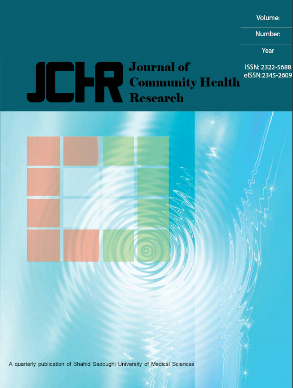 Volume:
Number:
Year
ISSN: 2322-5688
eISSN:2345-2609
JCHR
Journal of
Community Health
Research
A quarterly publication of Shahid Sadoughi University of Medical Sciences